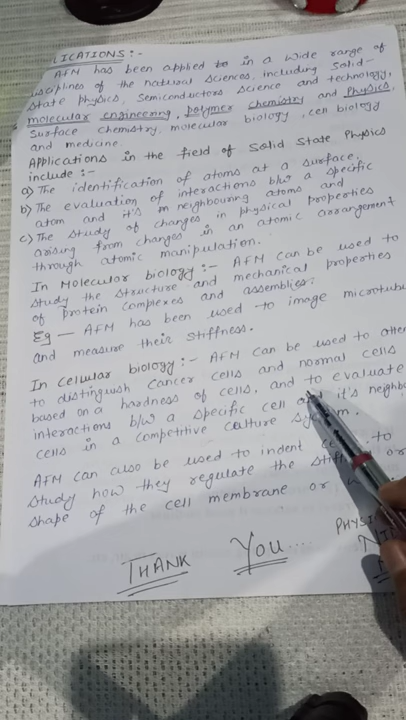 LICATIONS:-
AFM has been applied to in a wide range of
disciplines of the natural sciences, including Solid-
state physics, semiconductors science and technology,
molecular engineering, polymer chemistry and Physics,
surface chemistry, molecular biology, cell biology
and medicine.
Applications in the field of solid state Physics
include :-
a) The identification of atoms at a surface,
b) The evaluation of interactions b/w a specific
atom and it's neighbouring atoms and
c) The study of changes in physical properties
arising from changes in an atomic arrangement
through atomic manipulation.
In Molecular biology :- AFM can be used to
study the structure and mechanical properties
of protein complexes and assemblies.
Eg — AFM has been used to image microtubu
and measure their stiffness.
In cellular biology :- AFM can be used to
to distinguish cancer cells and normal cells
based on a hardness of cells, and to evaluate
interactions b/w a specific cell it's neighbo
cells in a competitive culture system.
AFM can also be used to indent to
study how they regulate the or
shape of the cell membrane or
THANK YOU....
PHYSI